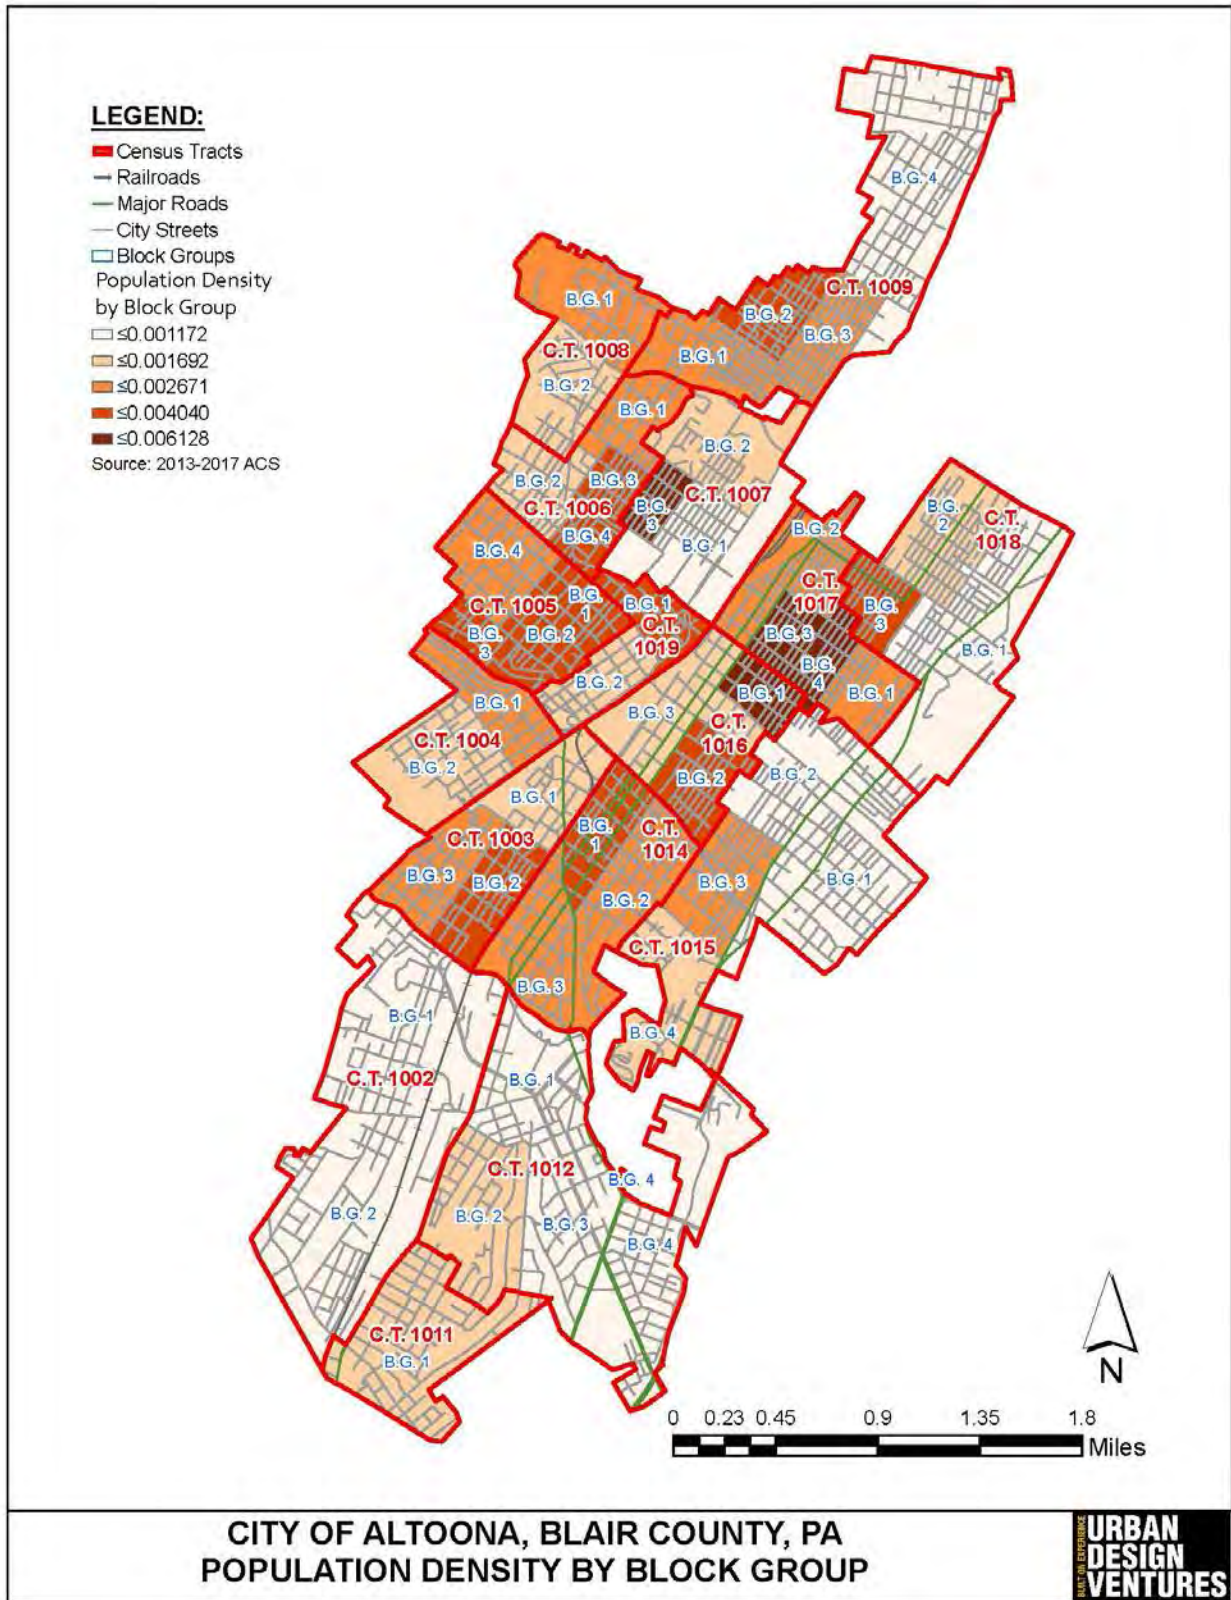 LEGEND:
Census Tracts
Railroads
Major Roads
City Streets
Block Groups
Population Density
by Block Group
≤0.001172
≤0.001692
≤0.002671
≤0.004040
≤0.006128
Source: 2013-2017 ACS
B.G. 4
C.T. 1009
B.G. 1
B.G. 2
B.G. 3
B.G. 1
C.T. 1008
B.G. 2
B.G. 1
B.G. 2
B.G. 2
B.G. 3
C.T. 1007
C.T. 1006
B.G.
3
B.G. 4
B.G. 1
B.G. 2
B.G.
2
C.T.
1018
B.G. 4
C.T. 1005
B.G.
1
B.G.
3
B.G. 2
B.G. 1
C.T.
1019
C.T.
1017
B.G.
3
B.G. 3
B.G.
4
B.G. 1
B.G. 1
B.G. 2
B.G. 1
B.G. 1
B.G. 3
C.T.
1016
C.T. 1004
B.G. 2
B.G. 2
B.G. 2
B.G. 1
C.T. 1003
B.G.
1
C.T.
1014
B.G. 3
B.G. 2
B.G. 3
B.G. 1
B.G. 2
C.T. 1015
B.G. 3
B.G. 1
B.G. 4
C.T. 1002
B.G. 1
C.T. 1012
B.G. 4
B.G. 2
B.G. 2
B.G. 3
B.G. 4
C.T. 1011
B.G. 1
N
0 0.23 0.45 0.9 1.35 1.8
Miles
CITY OF ALTOONA, BLAIR COUNTY, PA
POPULATION DENSITY BY BLOCK GROUP
BUILT ON EXPERIENCE
URBAN
DESIGN
VENTURES